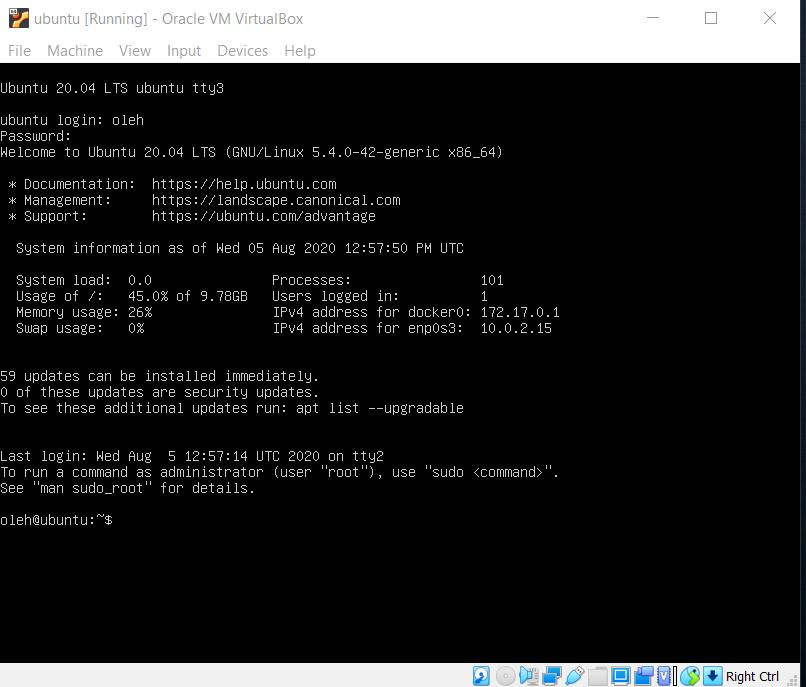 ubuntu [Running] - Oracle VM VirtualBox
File Machine View Input Devices Help
Ubuntu 20.04 LTS ubuntu tty3
ubuntu login: oleh
Password:
Welcome to Ubuntu 20.04 LTS (GNU/Linux 5.4.0-42-generic x86_64)
* Documentation: https://help.ubuntu.com
* Management: https://landscape.canonical.com
* Support: https://ubuntu.com/advantage
System information as of Wed 05 Aug 2020 12:57:50 PM UTC
System load: 0.0 Processes: 101
Usage of /: 45.0% of 9.78GB Users logged in: 1
Memory usage: 26% IPv4 address for docker0: 172.17.0.1
Swap usage: 0% IPv4 address for enp0s3: 10.0.2.15
59 updates can be installed immediately.
0 of these updates are security updates.
To see these additional updates run: apt list --upgradable
Last login: Wed Aug  5 12:57:14 UTC 2020 on tty2
To run a command as administrator (user "root"), use "sudo <command>".
See "man sudo_root" for details.
oleh@ubuntu:~$
Right Ctrl